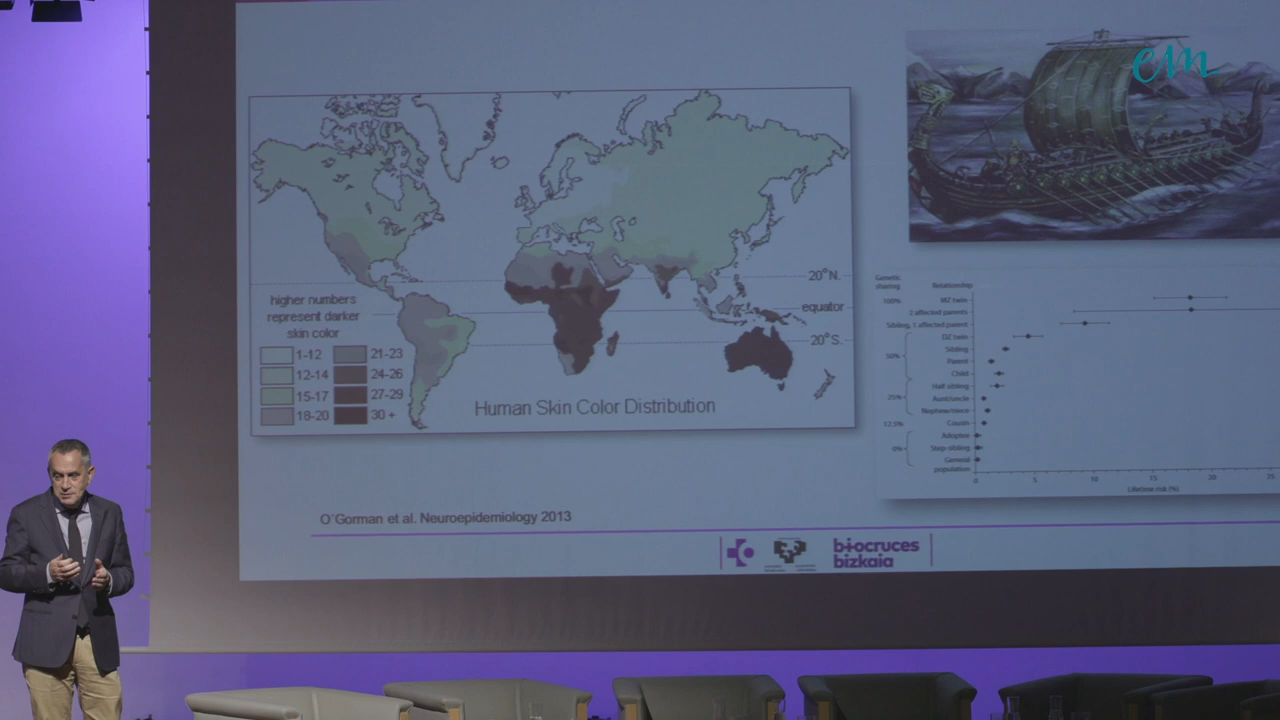 em
20°N.
equator
20°S.
higher numbers
represent darker
skin color
1-12
12-14
15-17
18-20
21-23
24-26
27-29
30 +
Human Skin Color Distribution
Genetic
sharing
Relationship
100%
MZ twin
2 affected parents
Sibling, 1 affected parent
DZ twin
50%
Sibling
Parent
Child
25%
Half sibling
Aunt/uncle
Nephew/niece
12.5%
Cousin
0%
Adoptee
Step-sibling
General
population
0
5
10
15
20
25
Lifetime risk (%)
O´Gorman et al. Neuroepidemiology 2013
biocruces
bizkaia